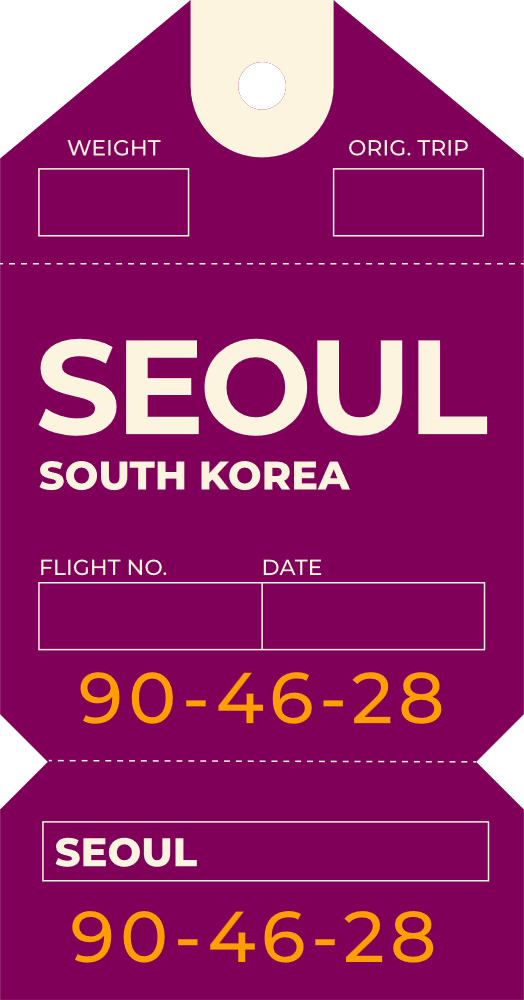 WEIGHT ORIG. TRIP
SEOUL
SOUTH KOREA
FLIGHT NO. DATE
90-46-28
SEOUL
90-46-28